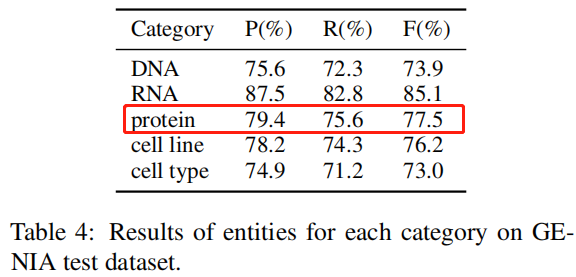 Category P(%) R(%) F(%)
DNA 75.6 72.3 73.9
RNA 87.5 82.8 85.1
protein 79.4 75.6 77.5
cell line 78.2 74.3 76.2
cell type 74.9 71.2 73.0
Table 4: Results of entities for each category on GE-
NIA test dataset.